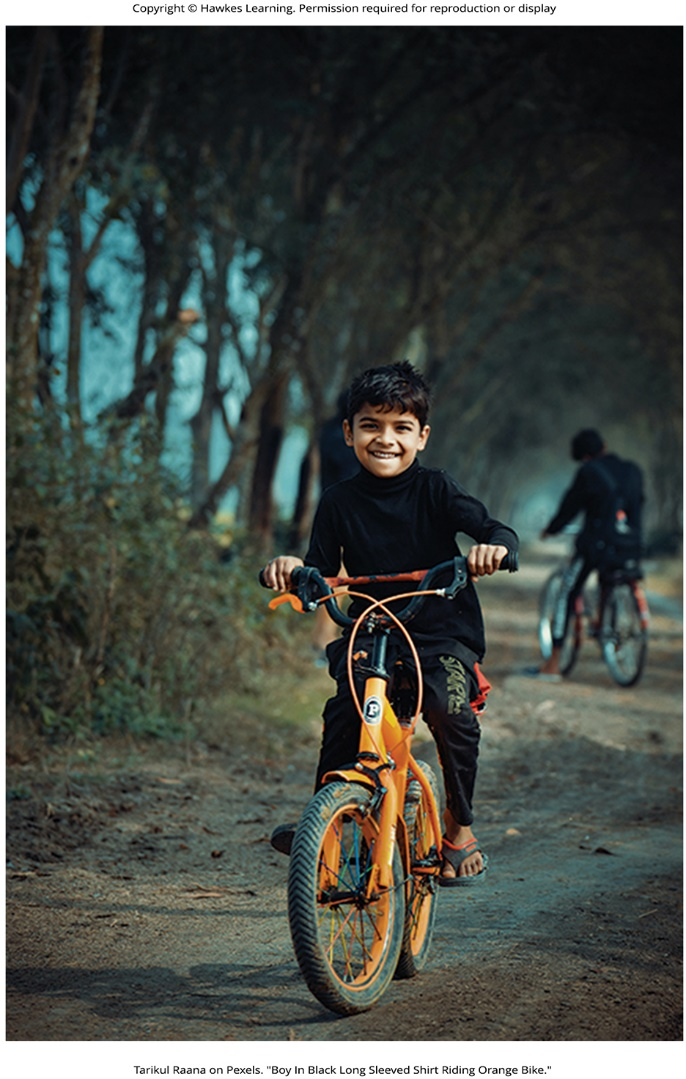 Copyright © Hawkes Learning. Permission required for reproduction or display
P
Tarikul Raana on Pexels. "Boy In Black Long Sleeved Shirt Riding Orange Bike."